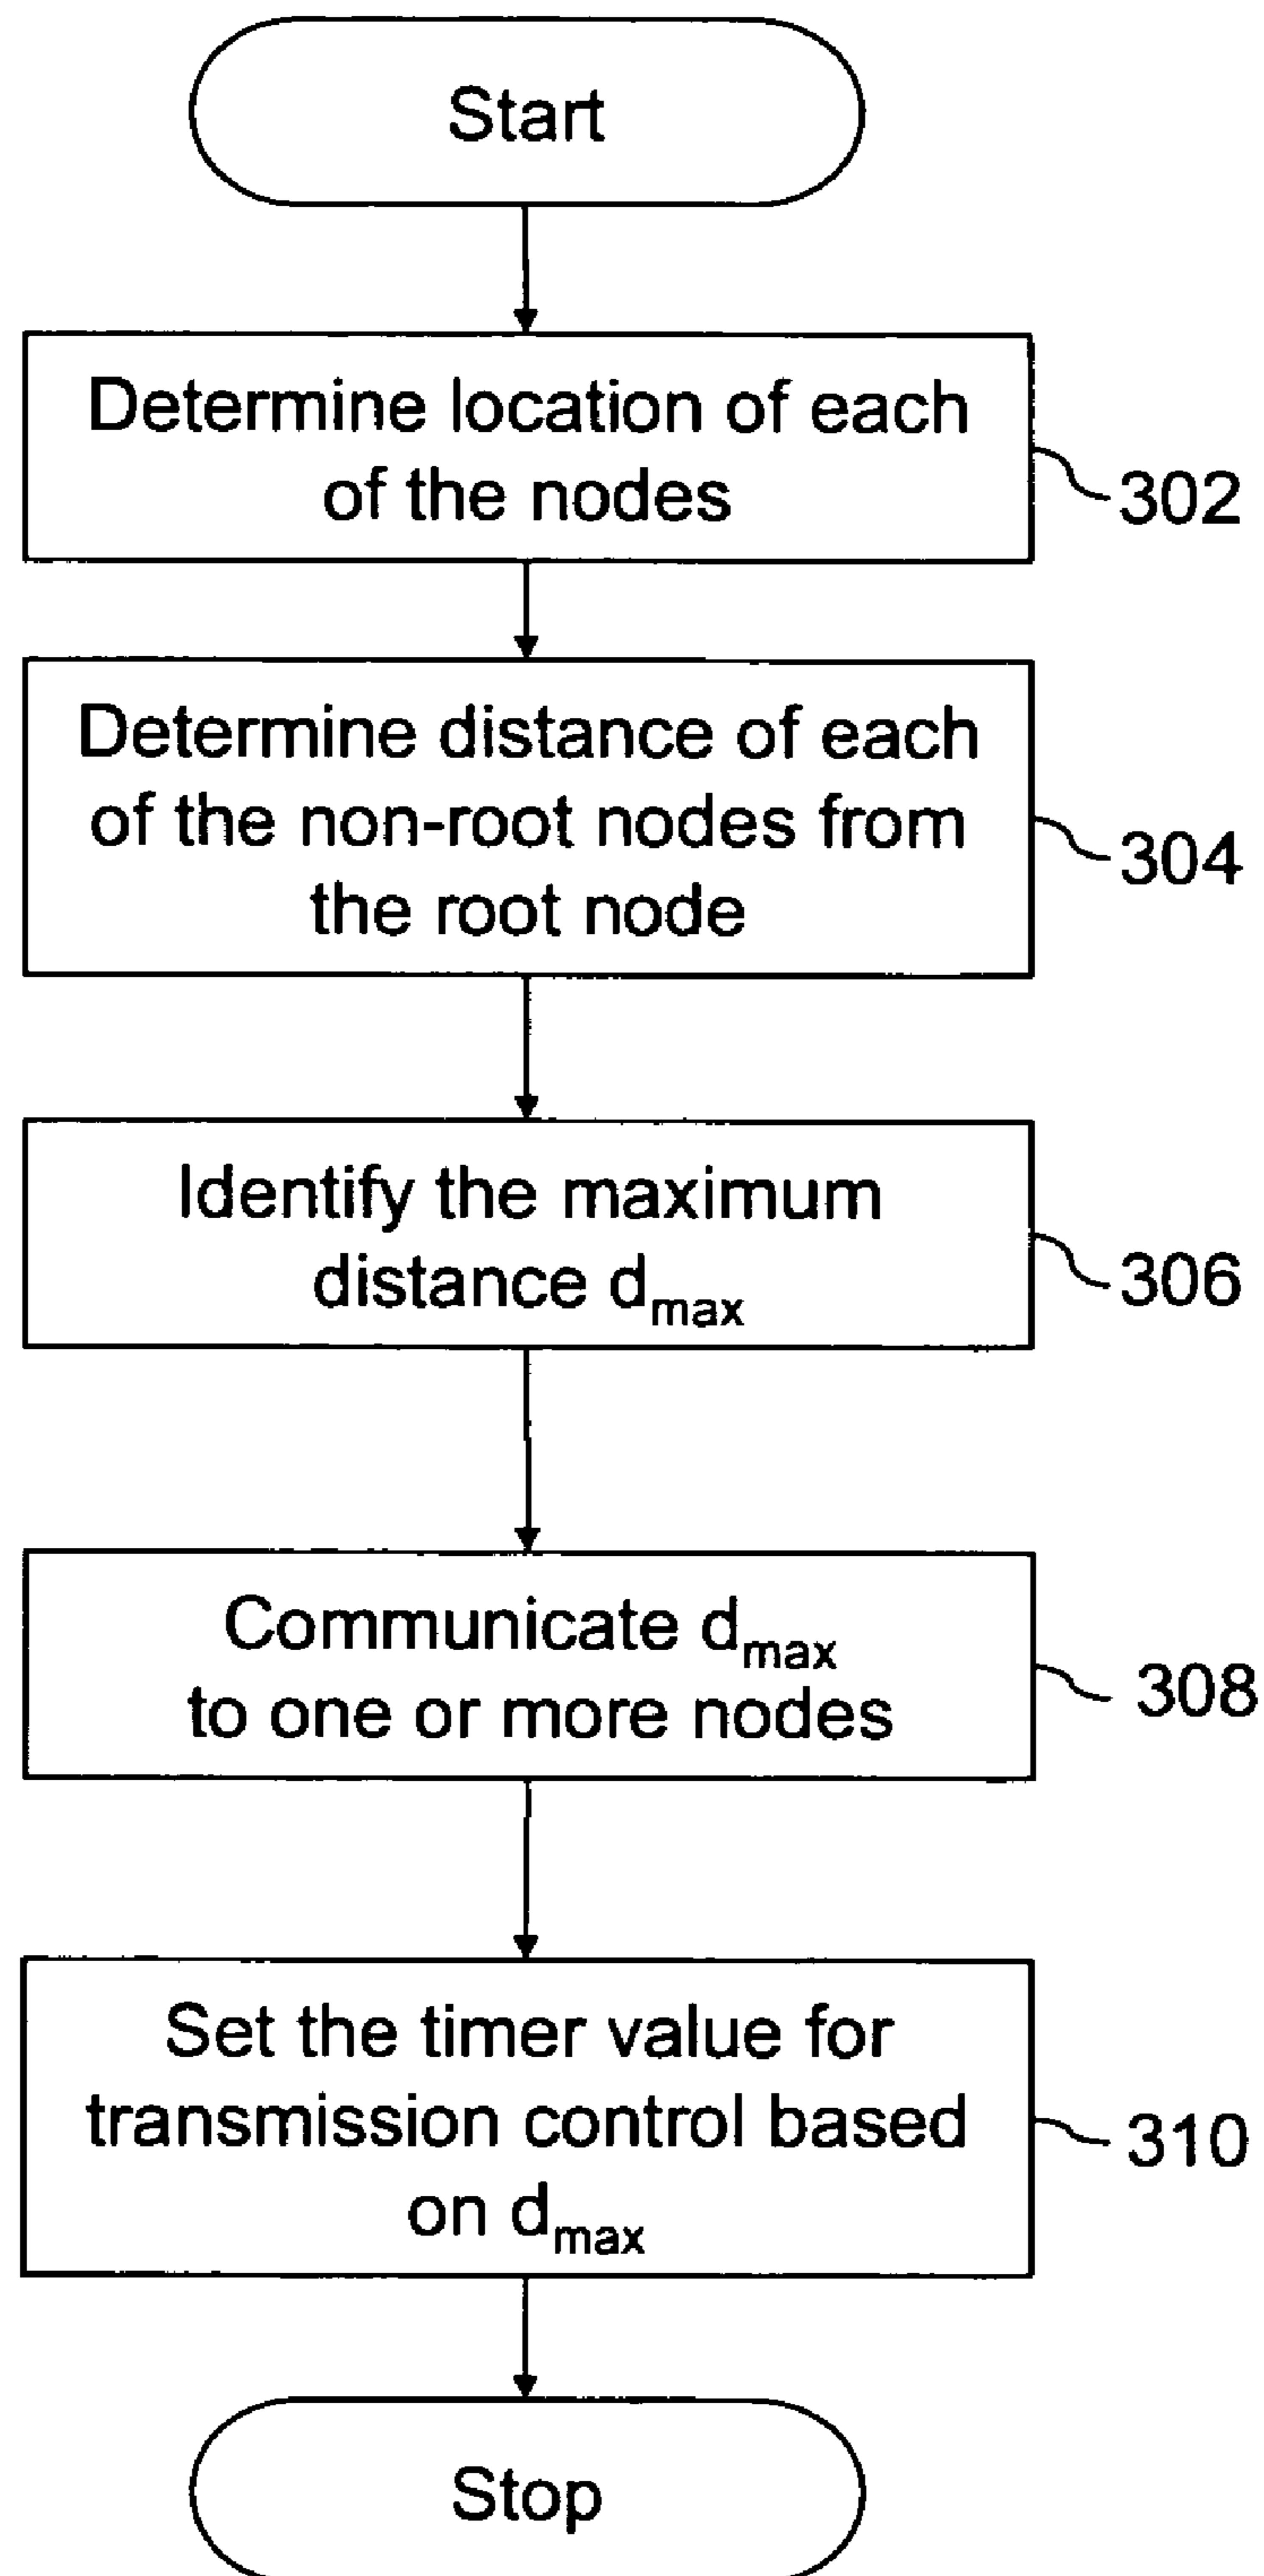 Start
Determine location of each
of the nodes
302
Determine distance of each
of the non-root nodes from
the root node
304
Identify the maximum
distance dmax
306
Communicate dmax
to one or more nodes
308
Set the timer value for
transmission control based
on dmax
310
Stop